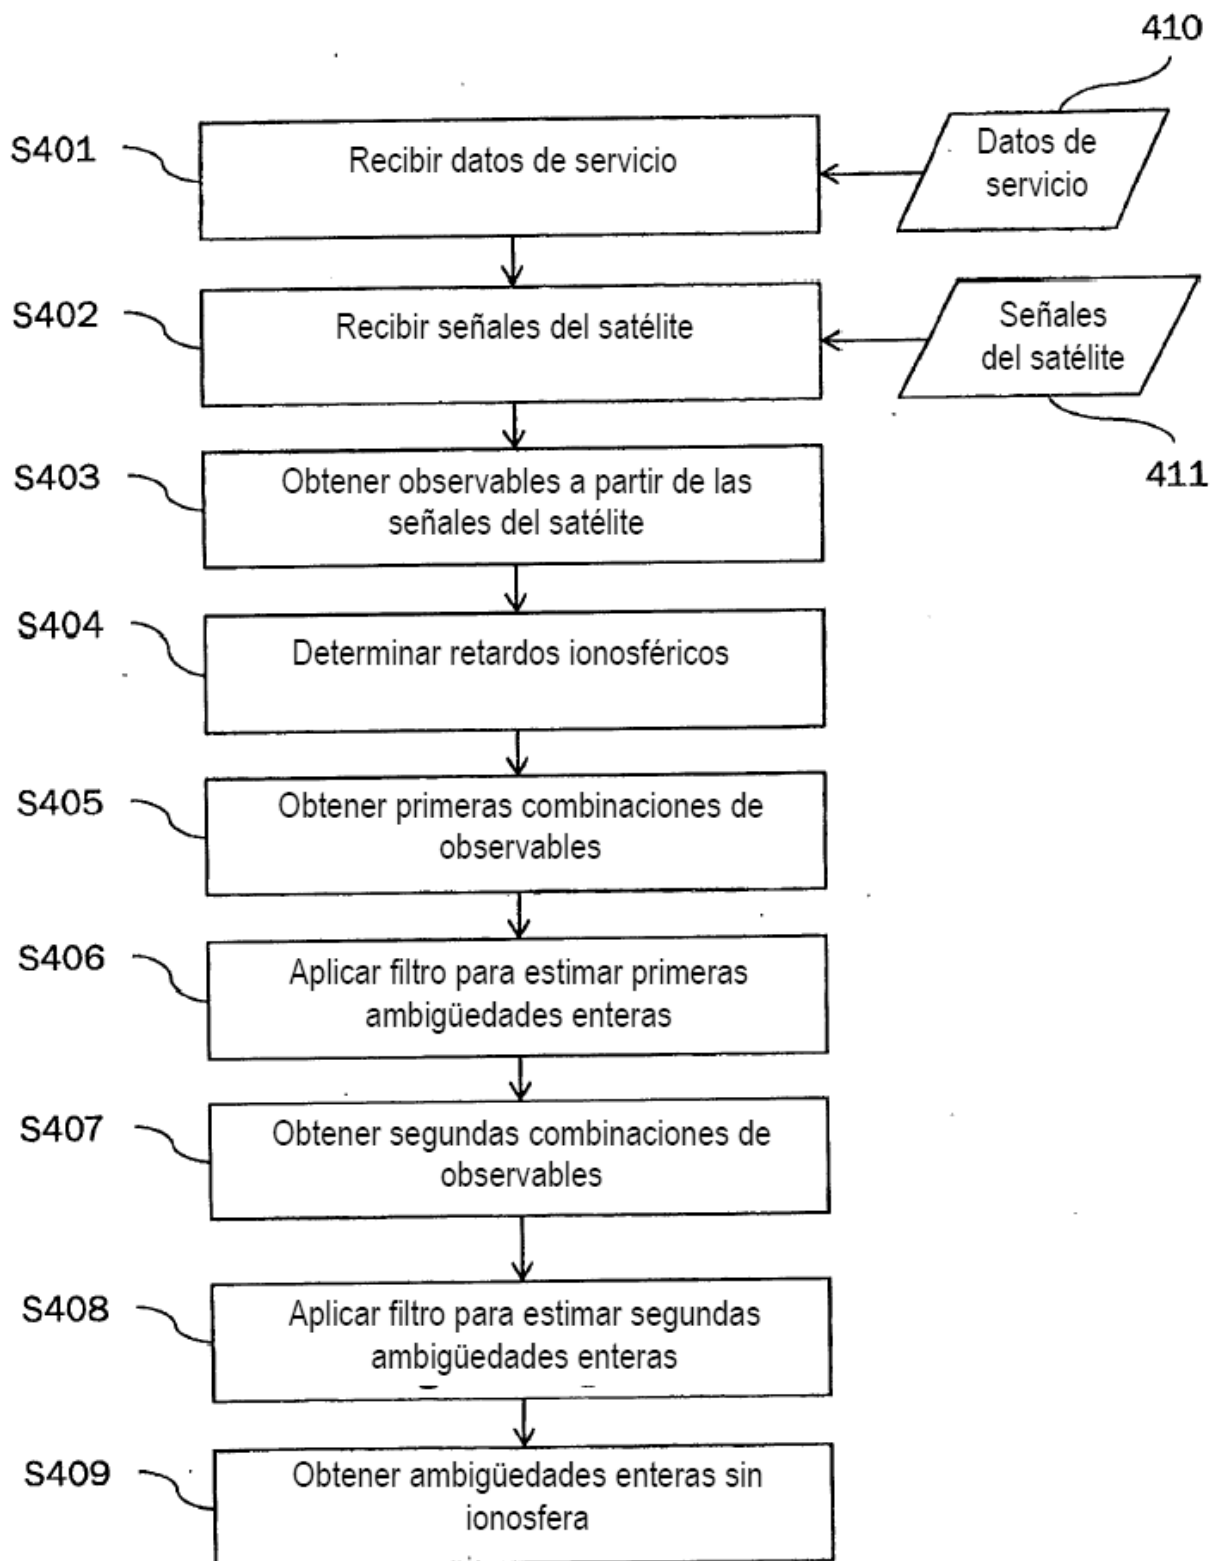 410
S401
Recibir datos de servicio
Datos de
servicio
S402
Recibir señales del satélite
Señales
del satélite
411
S403
Obtener observables a partir de las
señales del satélite
S404
Determinar retardos ionosféricos
S405
Obtener primeras combinaciones de
observables
S406
Aplicar filtro para estimar primeras
ambigüedades enteras
S407
Obtener segundas combinaciones de
observables
S408
Aplicar filtro para estimar segundas
ambigüedades enteras
S409
Obtener ambigüedades enteras sin
ionosfera